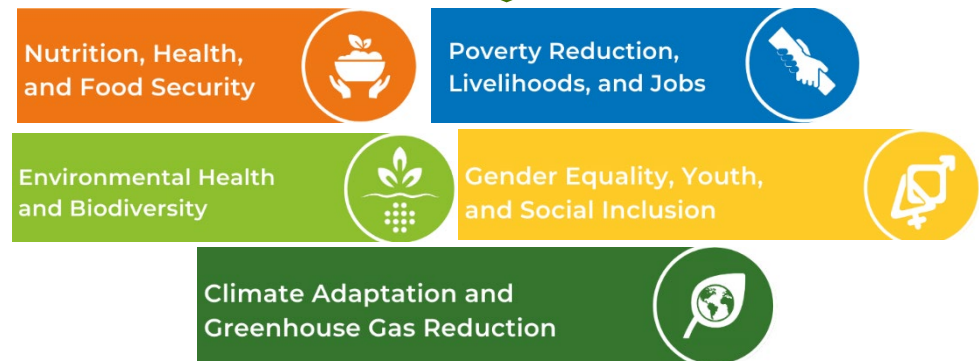 Nutrition, Health,
and Food Security
Poverty Reduction,
Livelihoods, and Jobs
Environmental Health
and Biodiversity
Gender Equality, Youth,
and Social Inclusion
Climate Adaptation and
Greenhouse Gas Reduction